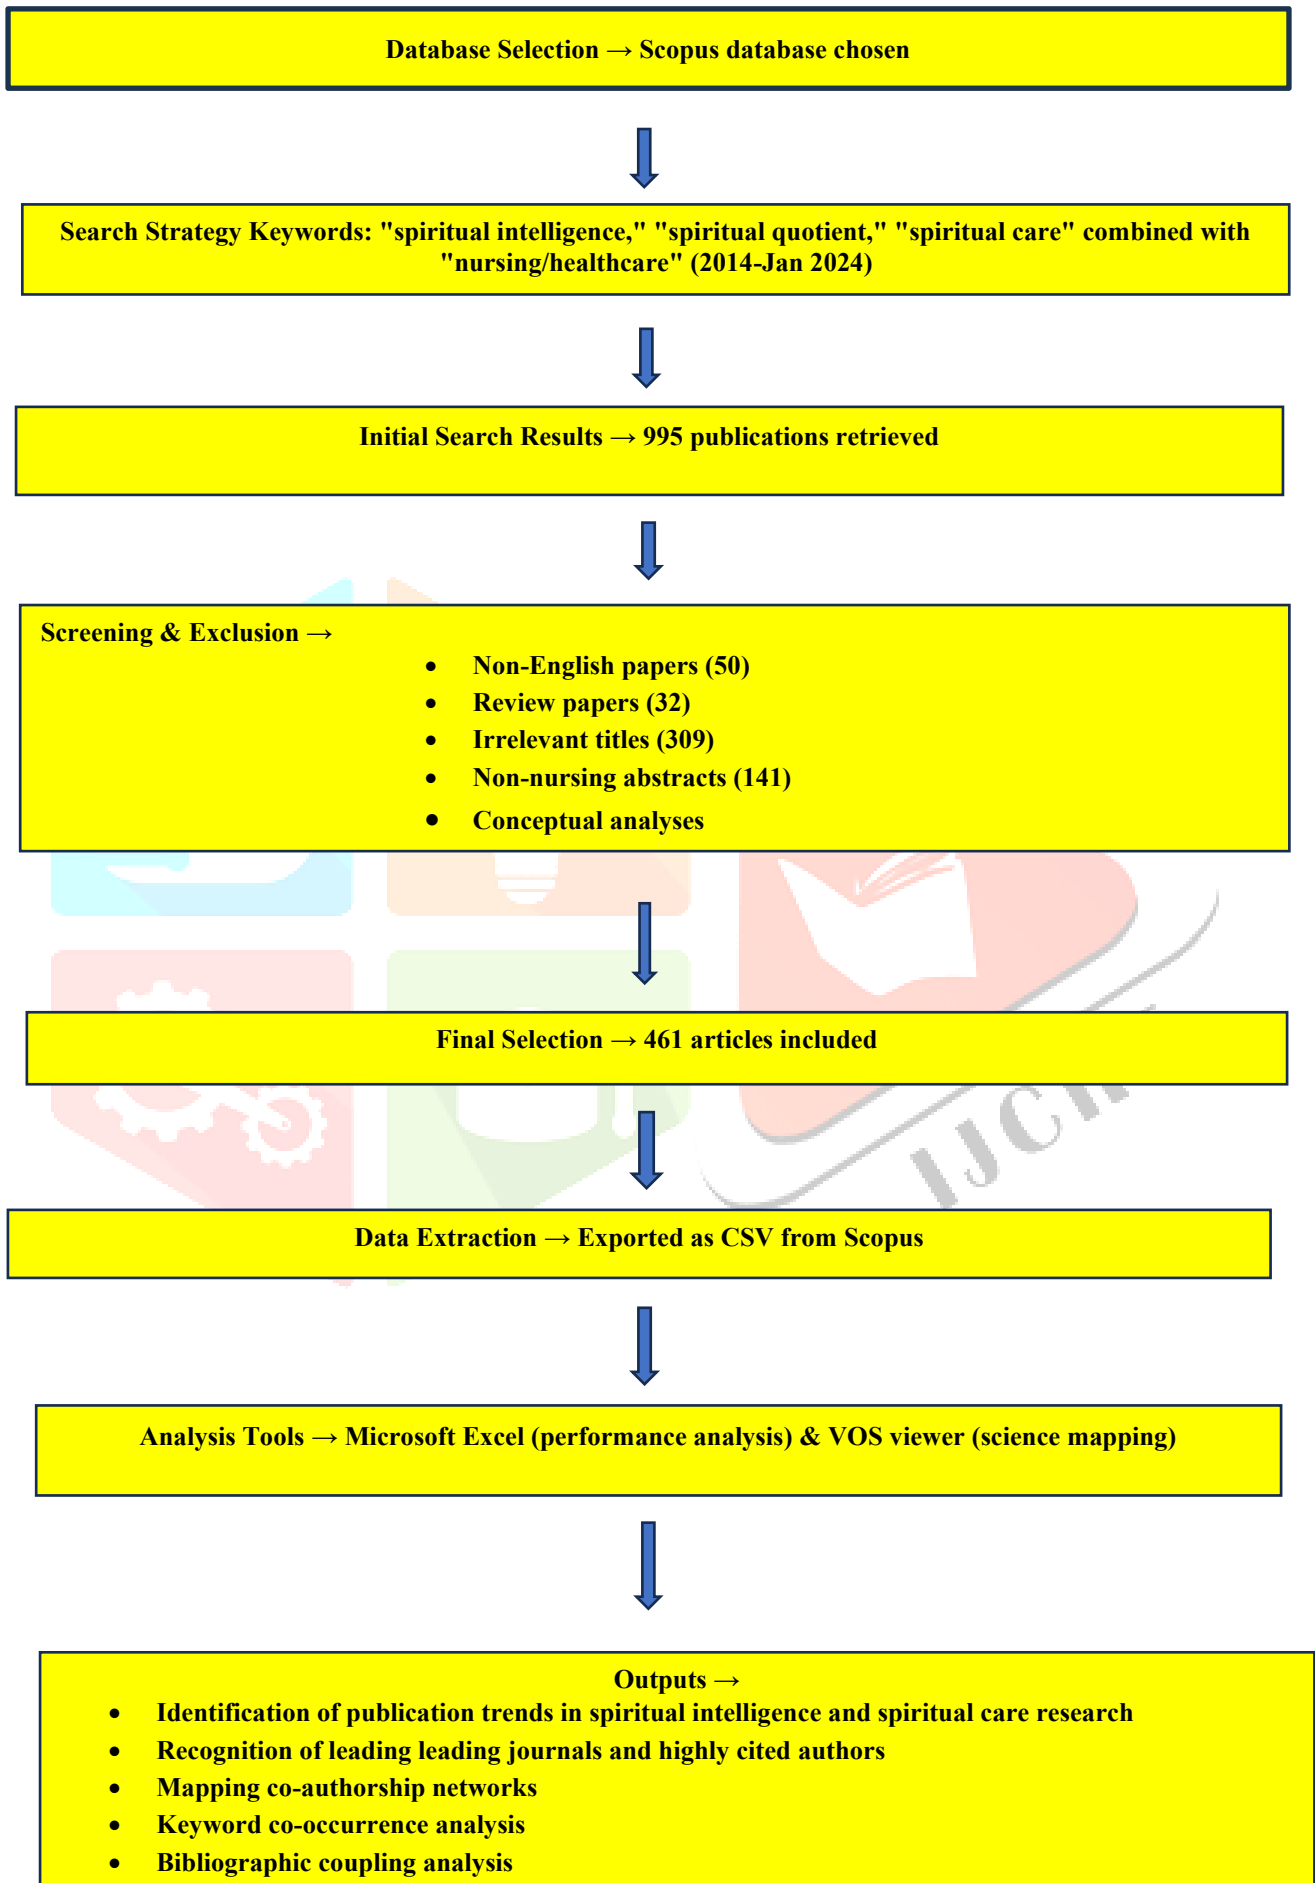 Database Selection → Scopus database chosen
Search Strategy Keywords: "spiritual intelligence," "spiritual quotient," "spiritual care" combined with
"nursing/healthcare" (2014-Jan 2024)
Initial Search Results → 995 publications retrieved
Screening & Exclusion →
• Non-English papers (50)
• Review papers (32)
• Irrelevant titles (309)
• Non-nursing abstracts (141)
• Conceptual analyses
Final Selection → 461 articles included
Data Extraction → Exported as CSV from Scopus
Analysis Tools → Microsoft Excel (performance analysis) & VOS viewer (science mapping)
Outputs →
• Identification of publication trends in spiritual intelligence and spiritual care research
• Recognition of leading leading journals and highly cited authors
• Mapping co-authorship networks
• Keyword co-occurrence analysis
• Bibliographic coupling analysis